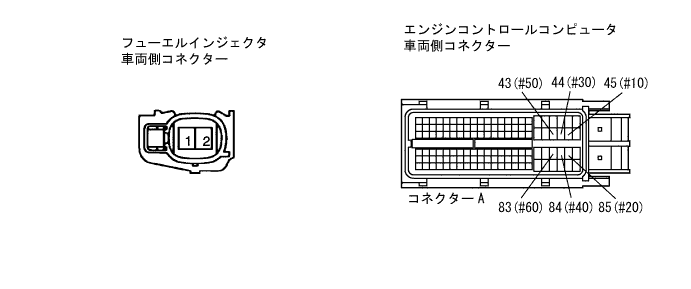 フューエルインジェクタ
車両側コネクター
1 2
エンジンコントロールコンピュータ
車両側コネクター
43(#50) 44(#30) 45(#10)
コネクターA
83(#60) 84(#40) 85(#20)